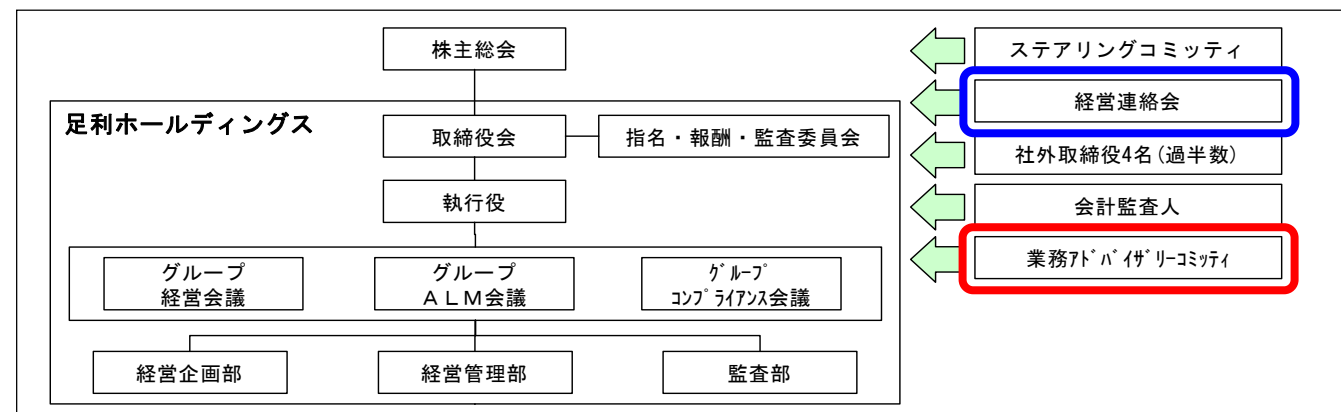 株主総会
ステアリングコミッティ
経営連絡会
足利ホールディングス
取締役会
指名・報酬・監査委員会
社外取締役4名(過半数)
執行役
会計監査人
業務ｱﾄﾞﾊﾞｲｻﾞﾘｰｺﾐｯﾃｨ
グループ
経営会議
グループ
ＡＬＭ会議
ｸﾞﾙｰﾌﾟ
ｺﾝﾌﾟﾗｲｱﾝｽ会議
経営企画部
経営管理部
監査部